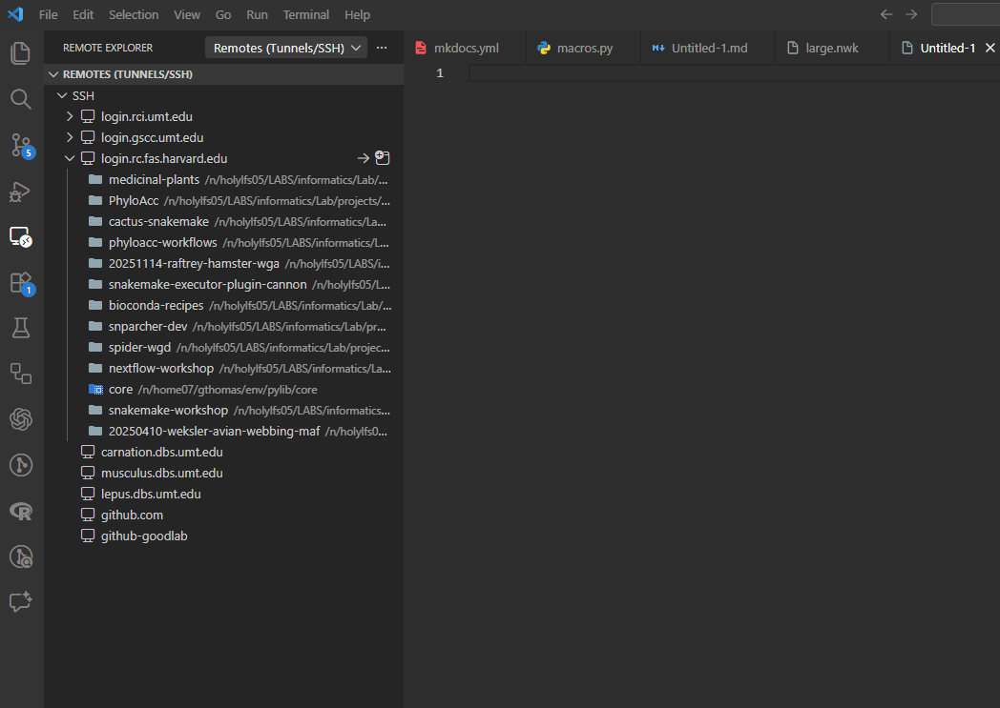 File Edit Selection View Go Run Terminal Help
REMOTE EXPLORER Remotes (Tunnels/SSH) ...
mkdocs.yml macros.py Untitled-1.md large.nwk Untitled-1
REMOTES (TUNNELS/SSH)
1
SSH
login.rci.umt.edu
login.gscc.umt.edu
5
login.rc.fas.harvard.edu
medicinal-plants /n/holylfs05/LABS/informatics/Lab/...
PhyloAcc /n/holylfs05/LABS/informatics/Lab/projects/...
cactus-snakemake /n/holylfs05/LABS/informatics/La...
phyloacc-workflows /n/holylfs05/LABS/informatics/L...
20251114-raftrey-hamster-wga /n/holylfs05/LABS/i...
snakemake-executor-plugin-cannon /n/holylfs05/L...
1
bioconda-recipes /n/holylfs05/LABS/informatics/Lab/...
snparcher-dev /n/holylfs05/LABS/informatics/Lab/pr...
spider-wgd /n/holylfs05/LABS/informatics/Lab/projec...
nextflow-workshop /n/holylfs05/LABS/informatics/La...
core /n/home07/gthomas/env/pylib/core
snakemake-workshop /n/holylfs05/LABS/informatics...
20250410-weksler-avian-webbing-maf /n/holylfs0...
carnation.dbs.umt.edu
musculus.dbs.umt.edu
lepus.dbs.umt.edu
R
github.com
github-goodlab